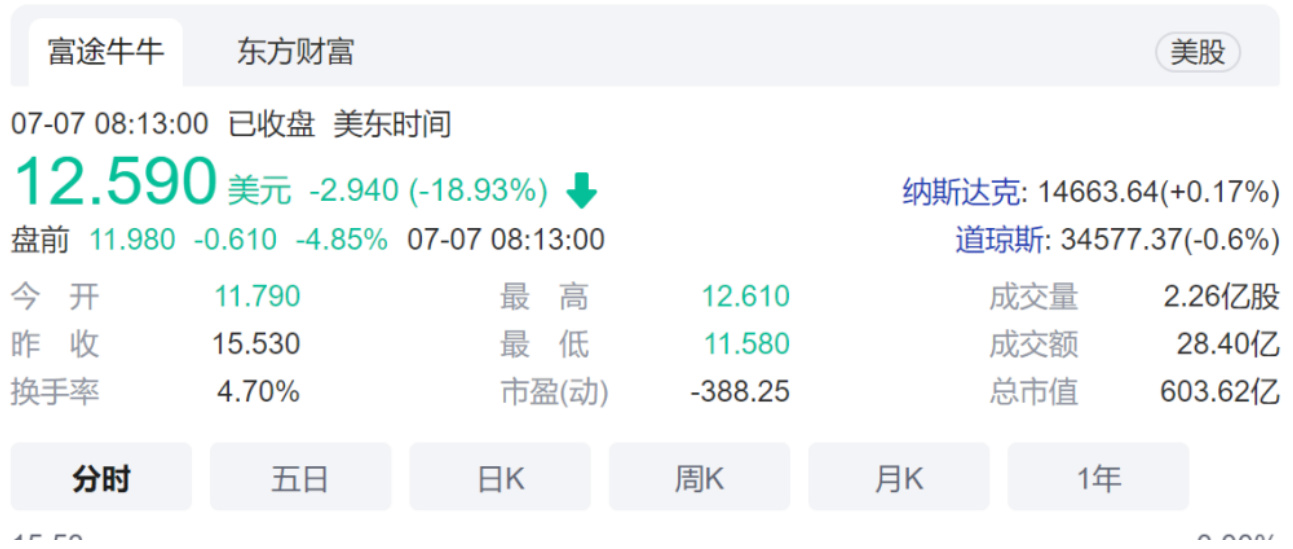 富途牛牛 东方财富 美股
07-07 08:13:00 已收盘 美东时间
12.590 美元 -2.940 (-18.93%)
纳斯达克: 14663.64(+0.17%)
盘前 11.980 -0.610 -4.85% 07-07 08:13:00 道琼斯: 34577.37(-0.6%)
今 开 11.790 最 高 12.610 成交量 2.26亿股
昨 收 15.530 最 低 11.580 成交额 28.40亿
换手率 4.70% 市盈(动) -388.25 总市值 603.62亿
分时 五日 日K 周K 月K 1年